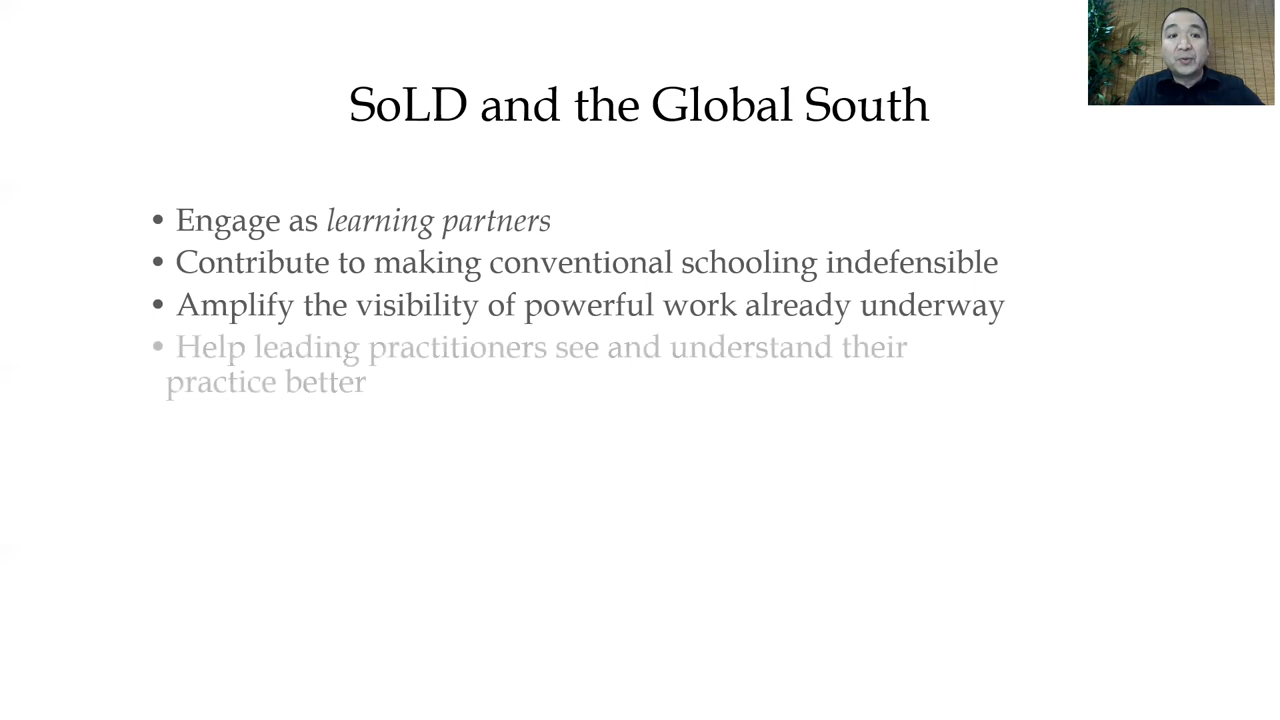 SoLD and the Global South
• Engage as learning partners
• Contribute to making conventional schooling indefensible
• Amplify the visibility of powerful work already underway
• Help leading practitioners see and understand their
practice better